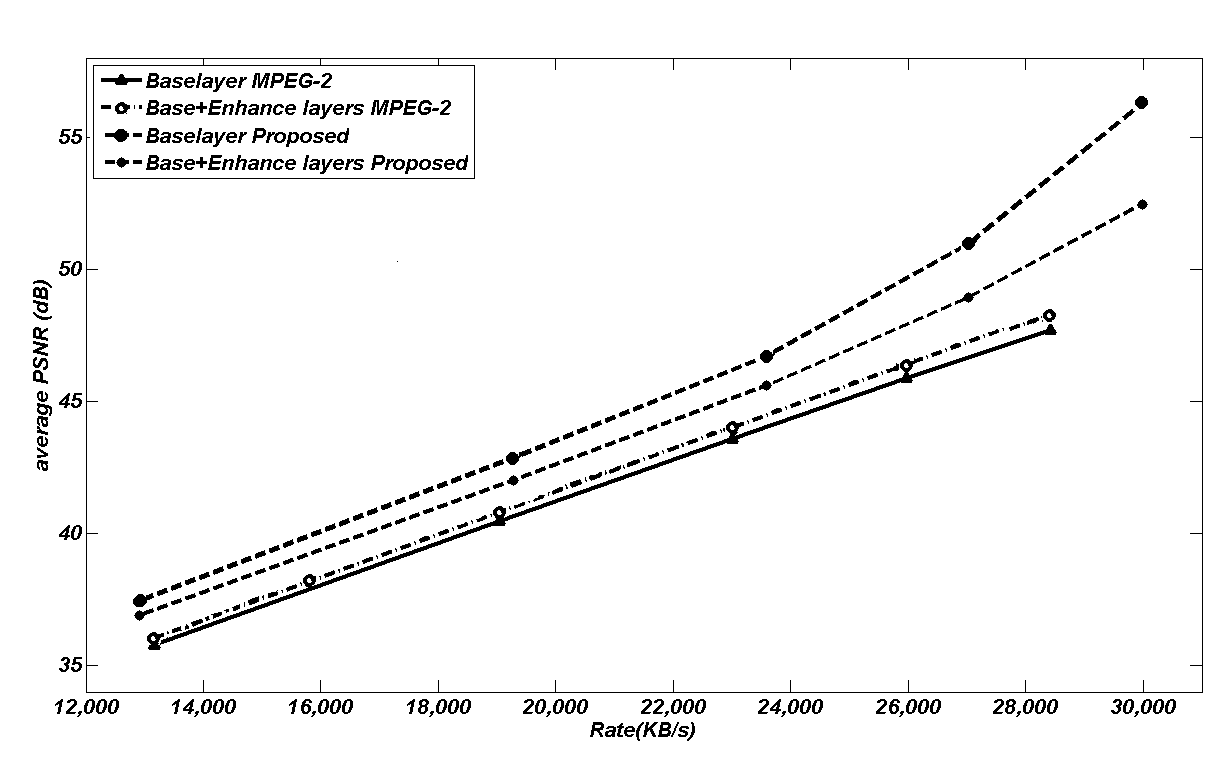 Baselayer MPEG-2
Base+Enhance layers MPEG-2
Baselayer Proposed
Base+Enhance layers Proposed
55
50
45
40
35
average PSNR (dB)
12,000 14,000 16,000 18,000 20,000 22,000 24,000 26,000 28,000 30,000
Rate(KB/s)